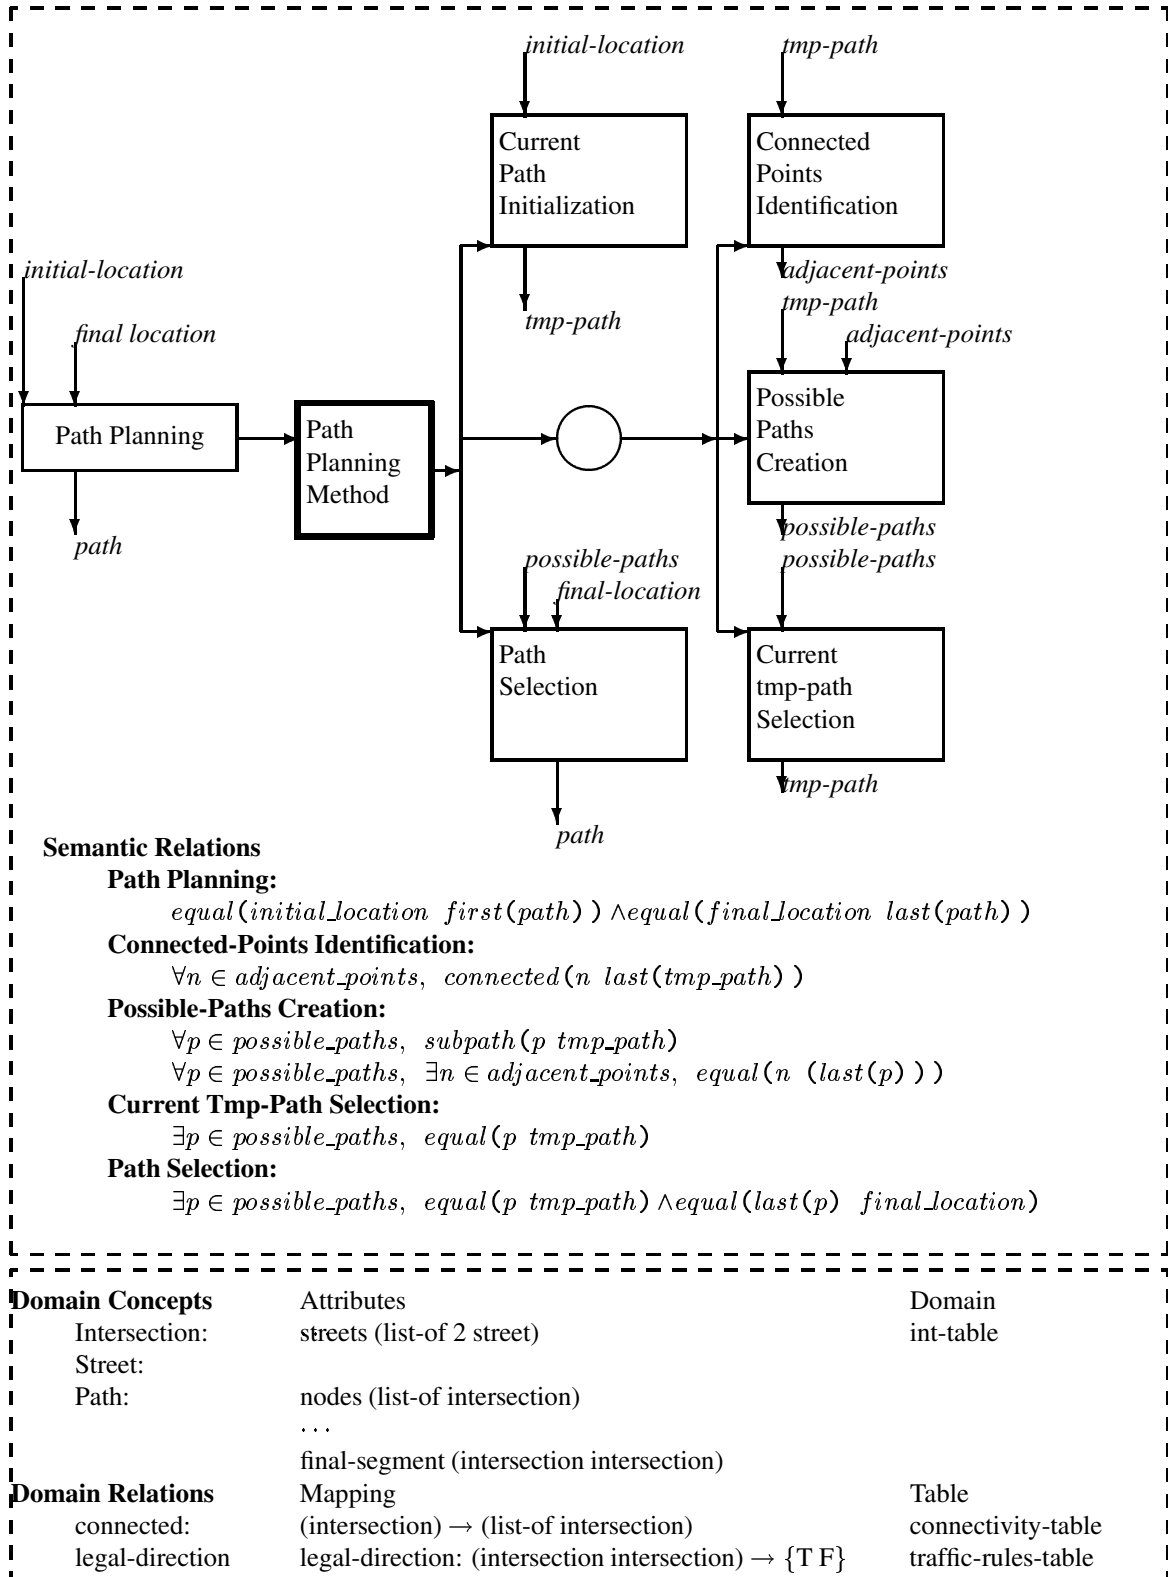 initial-location
tmp-path
Current
Path
Initialization
Connected
Points
Identification
initial-location
adjacent-points
tmp-path
final location
tmp-path
adjacent-points
Path Planning
Path
Planning
Method
Possible
Paths
Creation
path
possible-paths
possible-paths
possible-paths
final-location
Path
Selection
Current
tmp-path
Selection
tmp-path
path
Semantic Relations
Path Planning:
equal(initial_location first(path)) ∧equal(final_location last(path))
Connected-Points Identification:
∀n ∈ adjacent_points, connected(n last(tmp_path))
Possible-Paths Creation:
∀p ∈ possible_paths, subpath(p tmp_path)
∀p ∈ possible_paths, ∃n ∈ adjacent_points, equal(n (last(p)))
Current Tmp-Path Selection:
∃p ∈ possible_paths, equal(p tmp_path)
Path Selection:
∃p ∈ possible_paths, equal(p tmp_path) ∧equal(last(p) final_location)
Domain Concepts Attributes Domain
Intersection: streets (list-of 2 street) int-table
Street:
Path: nodes (list-of intersection)
...
final-segment (intersection intersection)
Domain Relations Mapping Table
connected: (intersection) → (list-of intersection) connectivity-table
legal-direction legal-direction: (intersection intersection) → {T F} traffic-rules-table